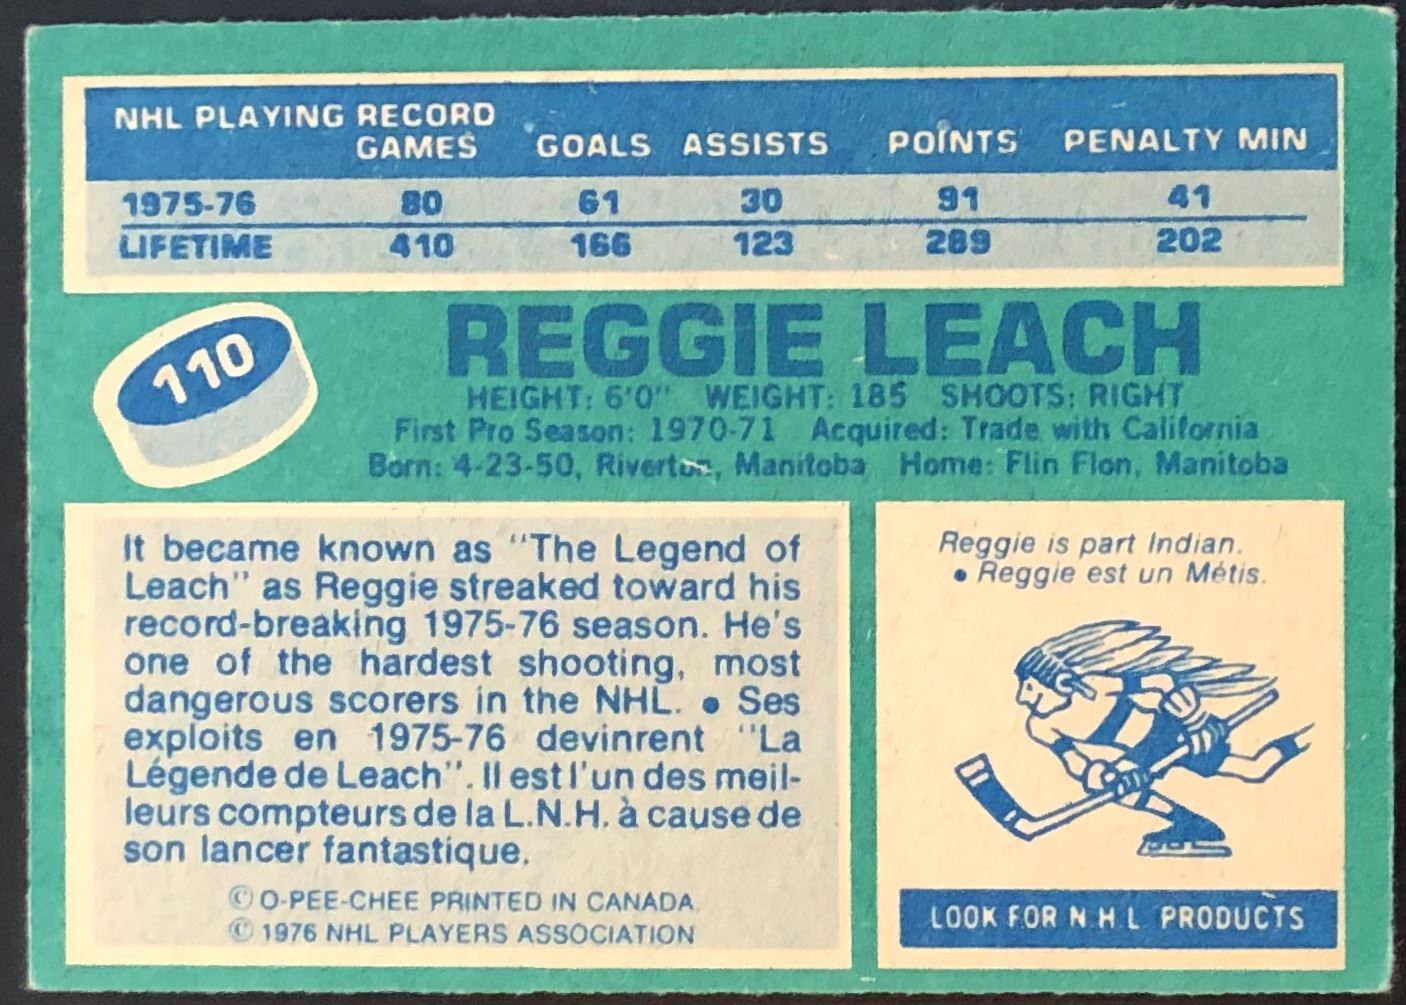 NHL PLAYING RECORD
GAMES GOALS ASSISTS POINTS PENALTY MIN
1975-76 80 61 30 91 41
LIFETIME 410 166 123 289 202
110
REGGIE LEACH
HEIGHT: 6'0" WEIGHT: 185 SHOOTS: RIGHT
First Pro Season: 1970-71 Acquired: Trade with California
Born: 4-23-50, Riverton, Manitoba Home: Flin Flon, Manitoba
It became known as "The Legend of
Leach" as Reggie streaked toward his
record-breaking 1975-76 season. He's
one of the hardest shooting, most
dangerous scorers in the NHL. • Ses
exploits en 1975-76 devinrent "La
Légende de Leach". Il est l'un des meil-
leurs compteurs de la L.N.H. à cause de
son lancer fantastique.
© O-PEE-CHEE PRINTED IN CANADA
© 1976 NHL PLAYERS ASSOCIATION
Reggie is part Indian.
• Reggie est un Métis.
LOOK FOR N H L PRODUCTS